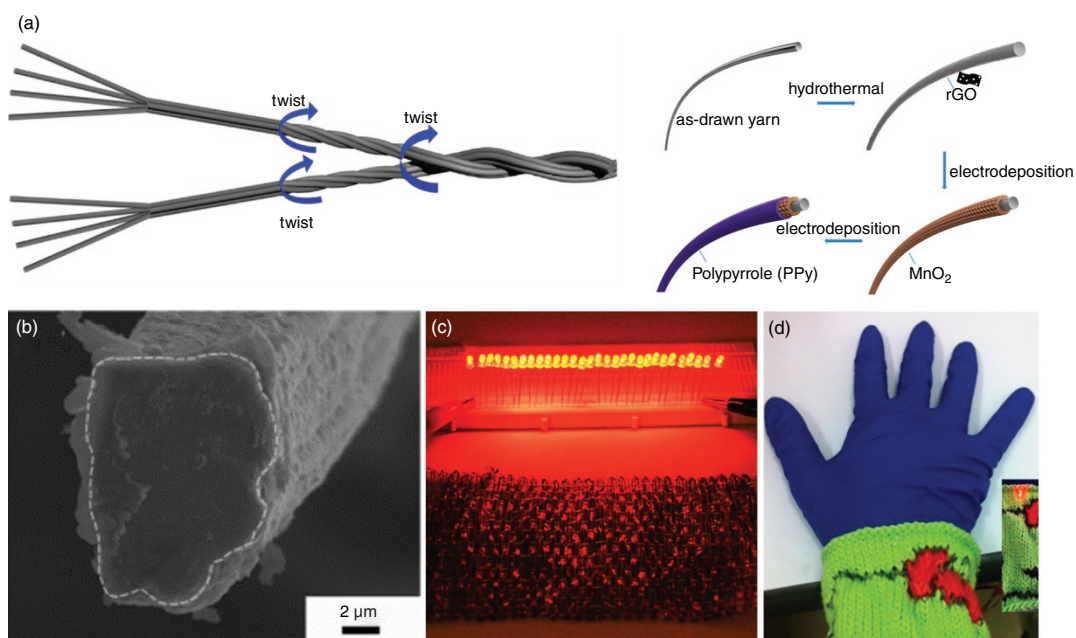 (a)
twist
twist
twist
as-drawn yarn
hydrothermal
rGO
electrodeposition
electrodeposition
Polypyrrole (PPy)
MnO₂
(b)
2 µm
(c)
(d)